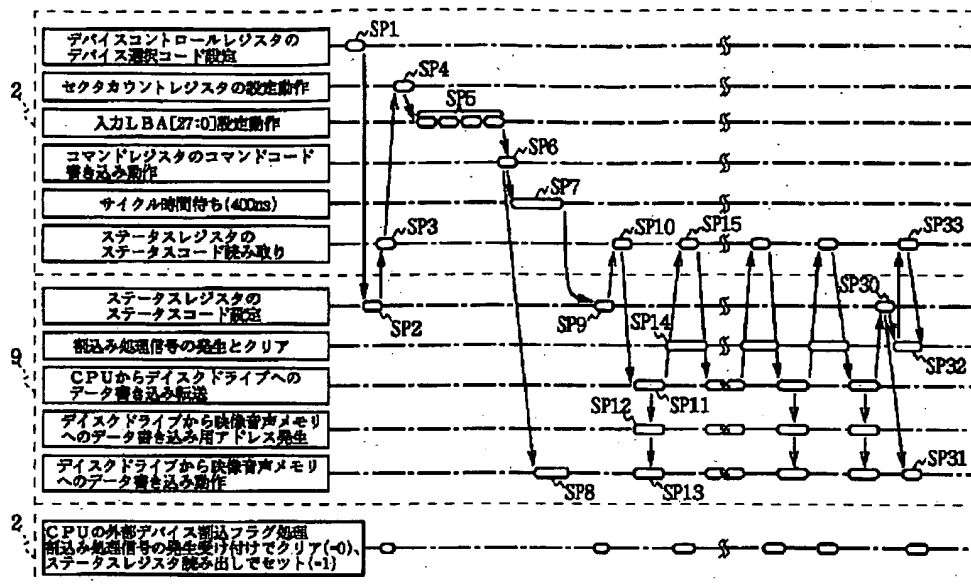 デバイスコントロールレジスタの
デバイス選択コード設定
SP1
セクタカウントレジスタの設定動作
SP4
2
SP5
入力LBA[27:0]設定動作
コマンドレジスタのコマンドコード
書き込み動作
SP6
サイクル時間待ち(400ns)
SP7
ステータスレジスタの
ステータスコード読み取り
SP3
SP10
SP15
SP33
ステータスレジスタの
ステータスコード設定
SP2
SP9
SP30
割込み処理信号の発生とクリア
SP14
SP32
9
CPUからディスクドライブへの
データ書き込み転送
SP11
ディスクドライブから映像音声メモリ
へのデータ書き込み用アドレス発生
SP12
ディスクドライブから映像音声メモリ
へのデータ書き込み動作
SP8
SP13
SP31
2
CPUの外部デバイス割込フラグ処理
割込み処理信号の発生受け付けでクリア(=0)、
ステータスレジスタ読み出しでセット(=1)